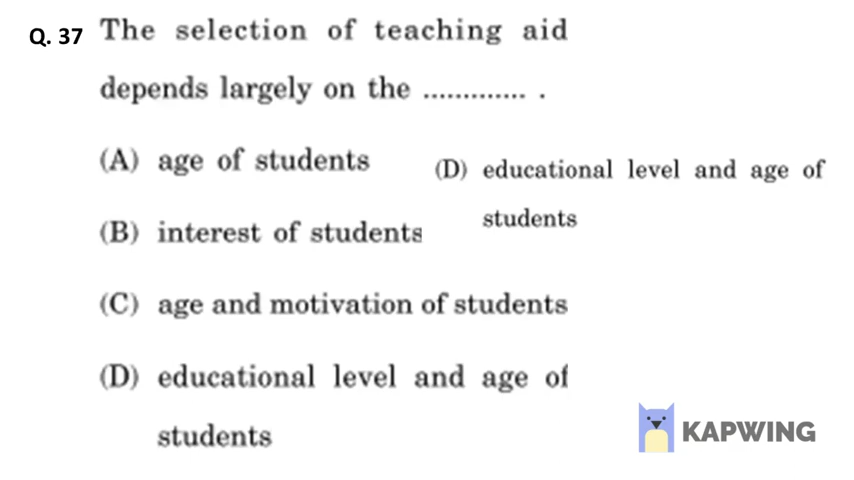 Q. 37 The selection of teaching aid
depends largely on the ............. .
(A) age of students
(B) interest of students
(C) age and motivation of students
(D) educational level and age of
students
(D) educational level and age of
students
KAPWING